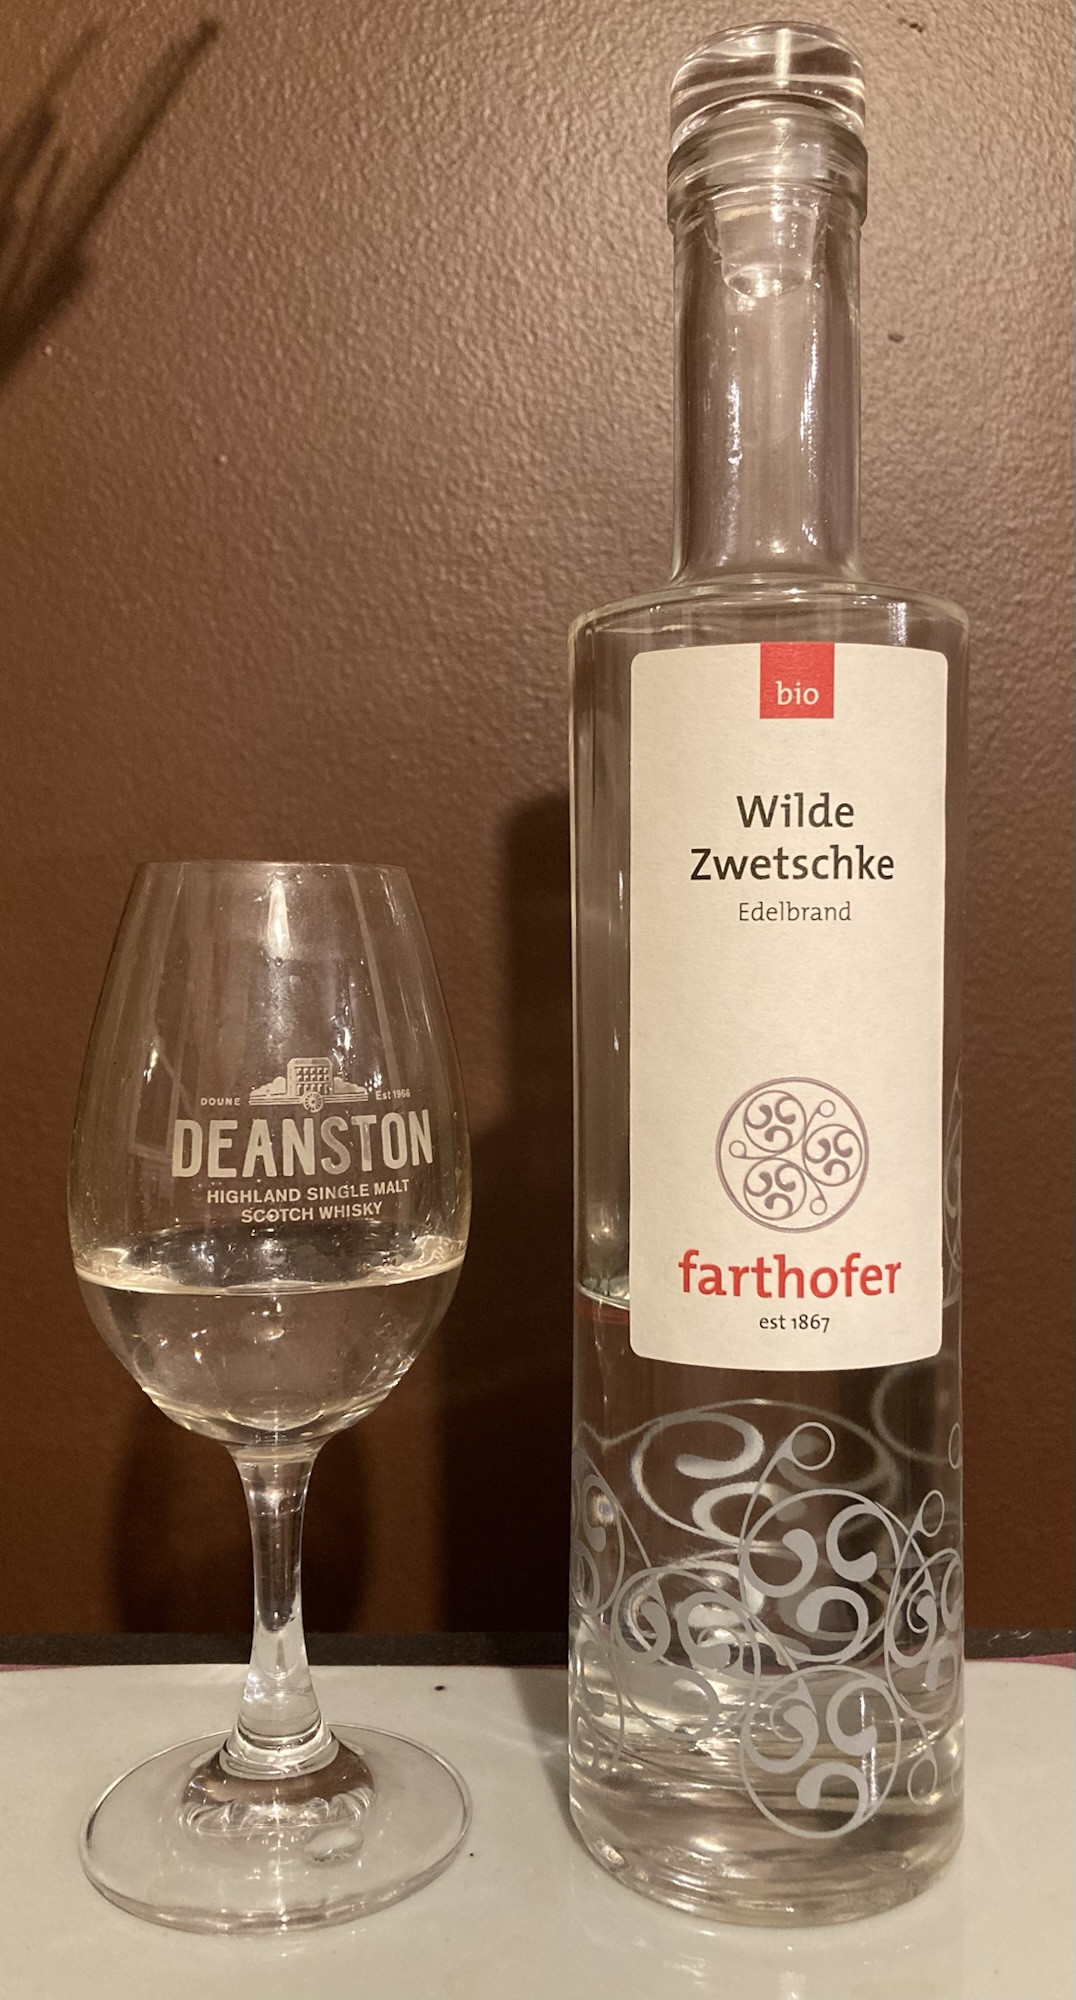 DOUNE
Est 1966
DEANSTON
HIGHLAND SINGLE MALT
SCOTCH WHISKY
bio
Wilde
Zwetschke
Edelbrand
farthofer
est 1867